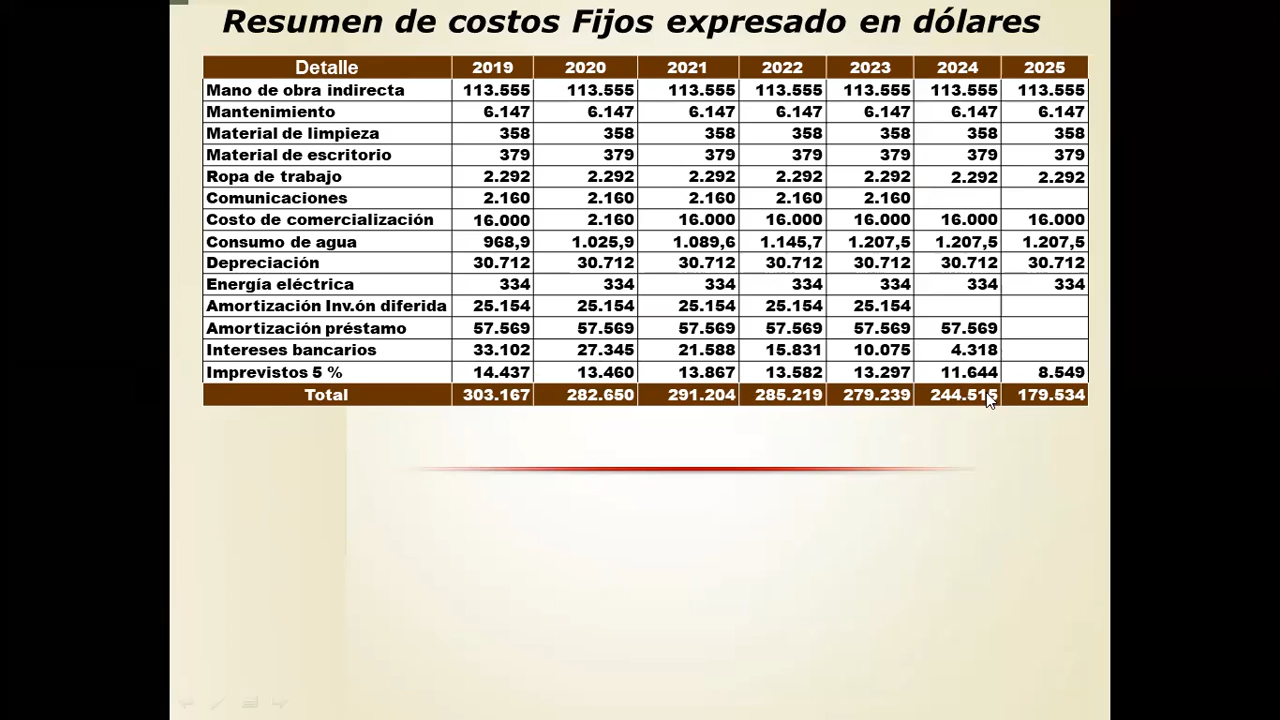 Resumen de costos Fijos expresado en dólares
Detalle 2019 2020 2021 2022 2023 2024 2025
Mano de obra indirecta 113.555 113.555 113.555 113.555 113.555 113.555 113.555
Mantenimiento 6.147 6.147 6.147 6.147 6.147 6.147 6.147
Material de limpieza 358 358 358 358 358 358 358
Material de escritorio 379 379 379 379 379 379 379
Ropa de trabajo 2.292 2.292 2.292 2.292 2.292 2.292 2.292
Comunicaciones 2.160 2.160 2.160 2.160 2.160
Costo de comercialización 16.000 2.160 16.000 16.000 16.000 16.000 16.000
Consumo de agua 968,9 1.025,9 1.089,6 1.145,7 1.207,5 1.207,5 1.207,5
Depreciación 30.712 30.712 30.712 30.712 30.712 30.712 30.712
Energía eléctrica 334 334 334 334 334 334 334
Amortización Inv.ón diferida 25.154 25.154 25.154 25.154 25.154
Amortización préstamo 57.569 57.569 57.569 57.569 57.569 57.569
Intereses bancarios 33.102 27.345 21.588 15.831 10.075 4.318
Imprevistos 5 % 14.437 13.460 13.867 13.582 13.297 11.644 8.549
Total 303.167 282.650 291.204 285.219 279.239 244.515 179.534